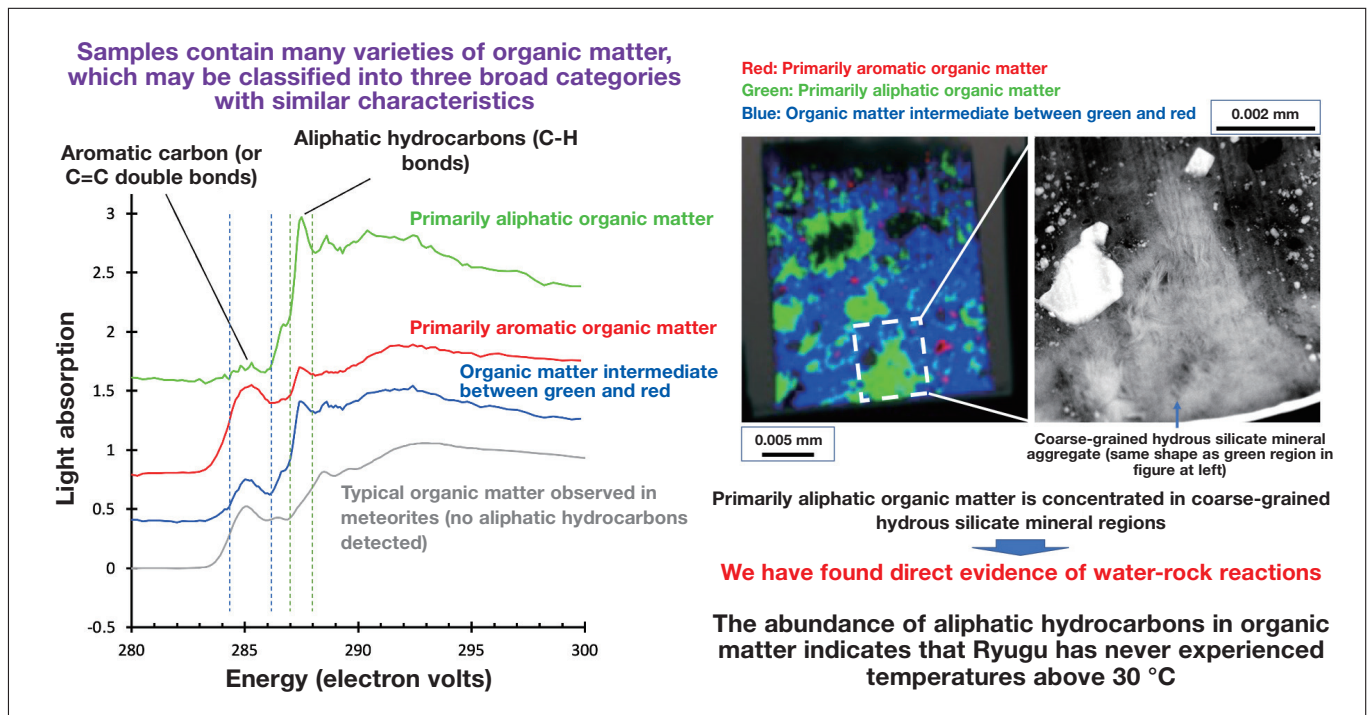 Samples contain many varieties of organic matter,
which may be classified into three broad categories
with similar characteristics
Aromatic carbon (or
C=C double bonds)
Aliphatic hydrocarbons (C-H
bonds)
3
2.5
2
1.5
1
0.5
0
-0.5
Light absorption
Primarily aliphatic organic matter
Primarily aromatic organic matter
Organic matter intermediate
between green and red
Typical organic matter observed in
meteorites (no aliphatic hydrocarbons
detected)
280
285
290
295
300
Energy (electron volts)
Red: Primarily aromatic organic matter
Green: Primarily aliphatic organic matter
Blue: Organic matter intermediate between green and red
0.002 mm
0.005 mm
Coarse-grained hydrous silicate mineral
aggregate (same shape as green region in
figure at left)
Primarily aliphatic organic matter is concentrated in coarse-grained
hydrous silicate mineral regions
We have found direct evidence of water-rock reactions
The abundance of aliphatic hydrocarbons in organic
matter indicates that Ryugu has never experienced
temperatures above 30 °C